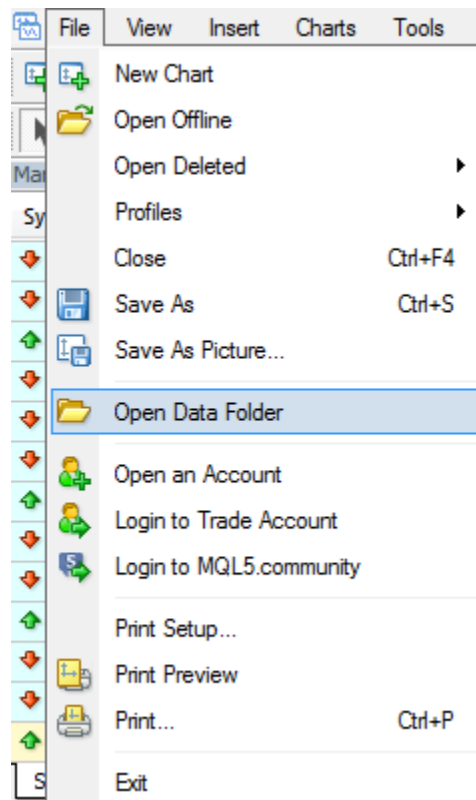 File View Insert Charts Tools
New Chart
Open Offline
Mar
Open Deleted
Sy
Profiles
Close Ctrl+F4
Save As Ctrl+S
Save As Picture...
Open Data Folder
Open an Account
Login to Trade Account
Login to MQL5.community
Print Setup...
Print Preview
Print... Ctrl+P
S
Exit